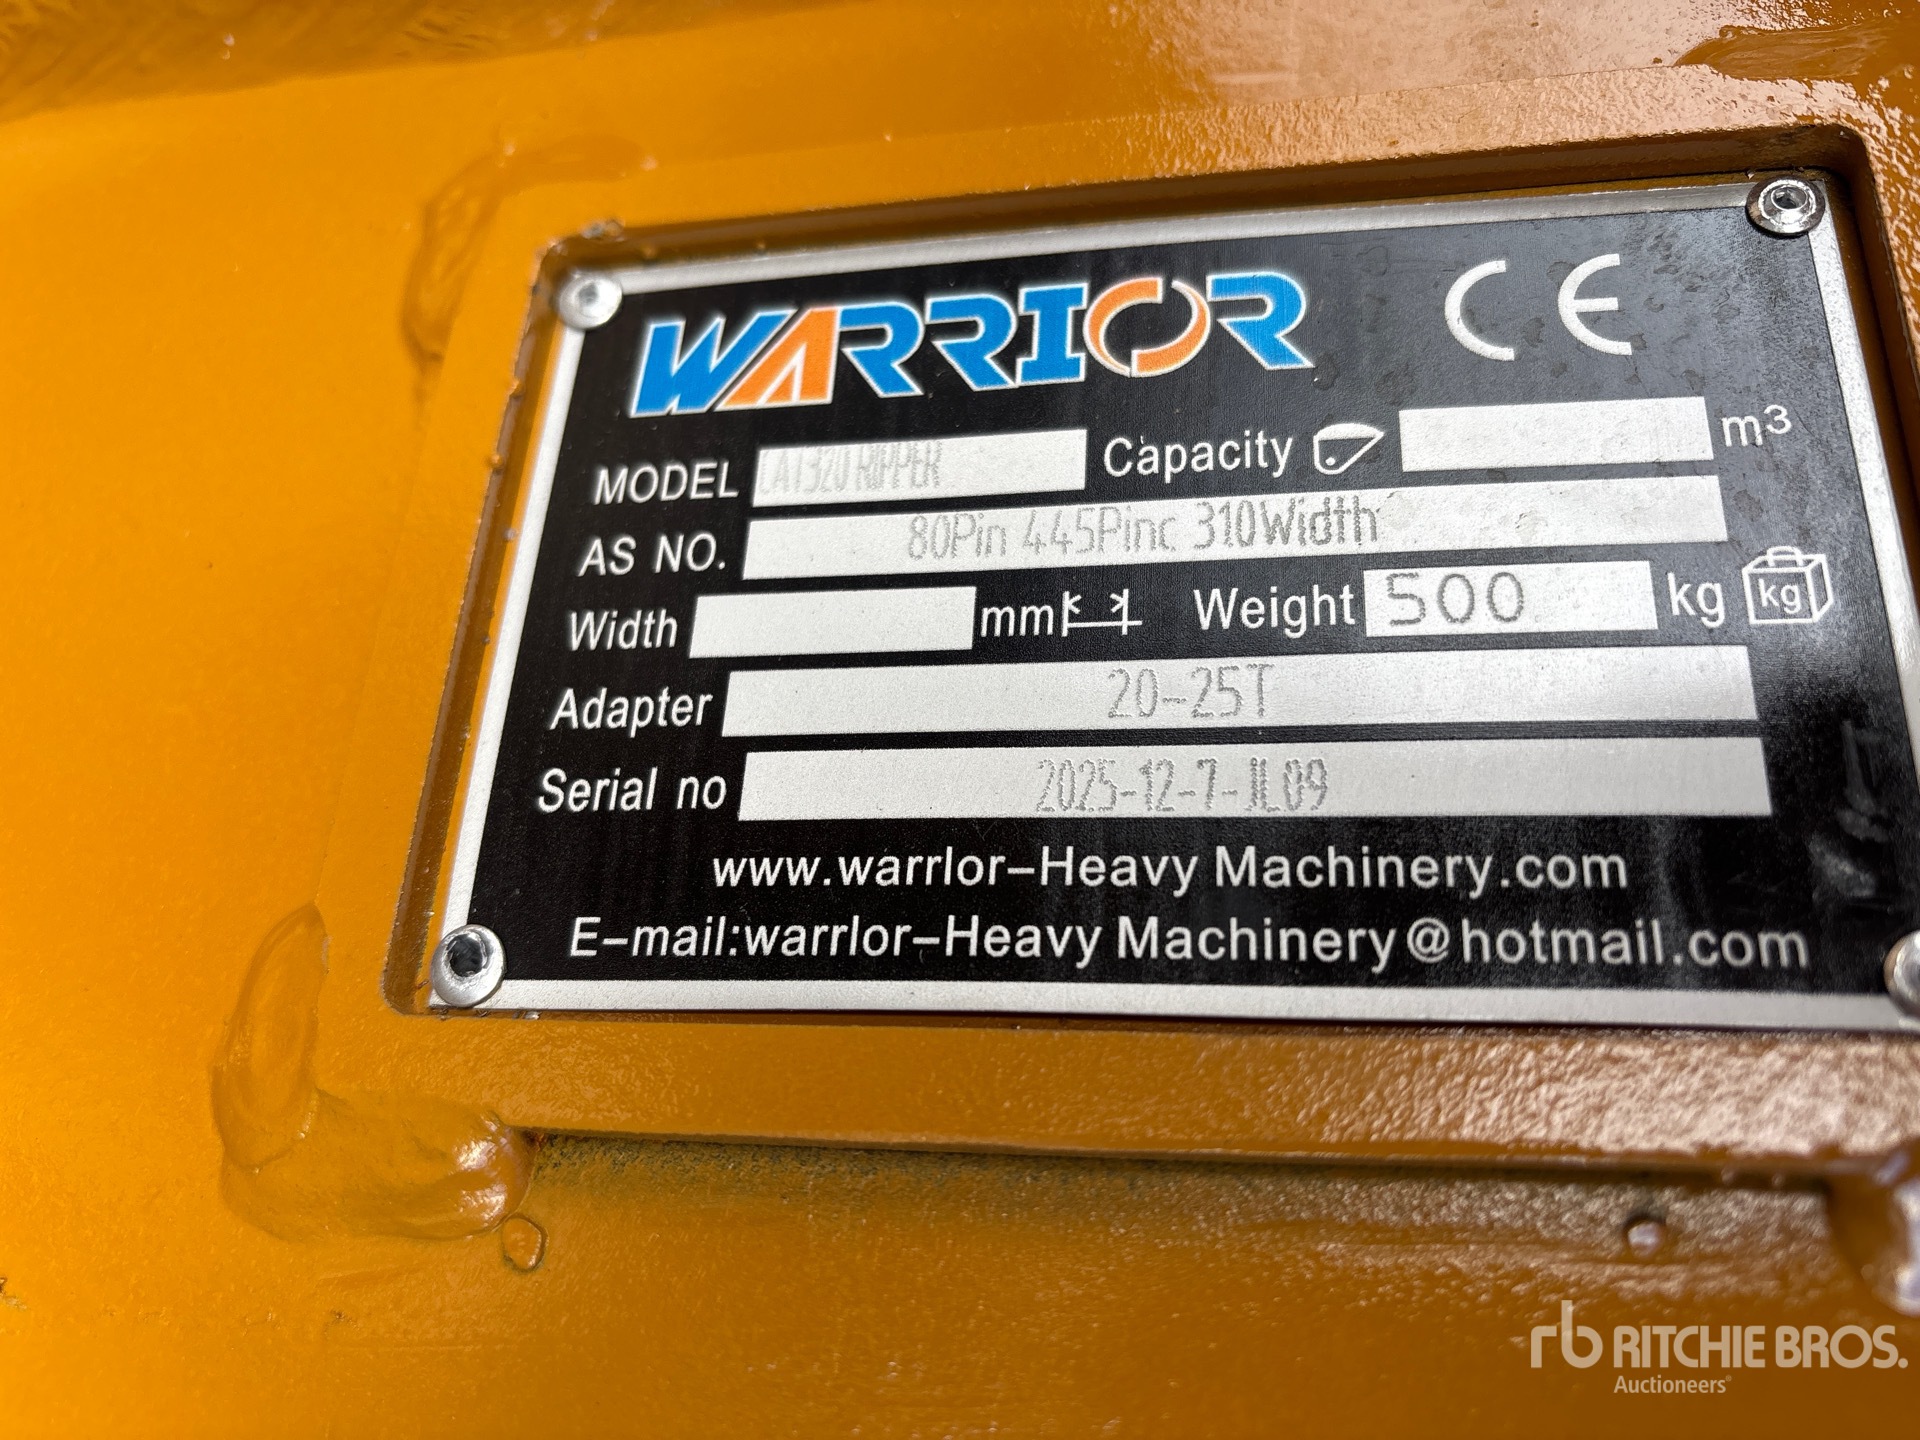 WARRIOR CE
MODEL CAT320 RIPPER Capacity m³
AS NO. 80Pin 445Pinc 310Width
Width mm Weight 500 kg kg
Adapter 20-25T
Serial no 2025-12-7-JL09
www.warrlor-Heavy Machinery.com
E-mail:warrlor-Heavy Machinery@hotmail.com
rb RITCHIE BROS.
Auctioneers